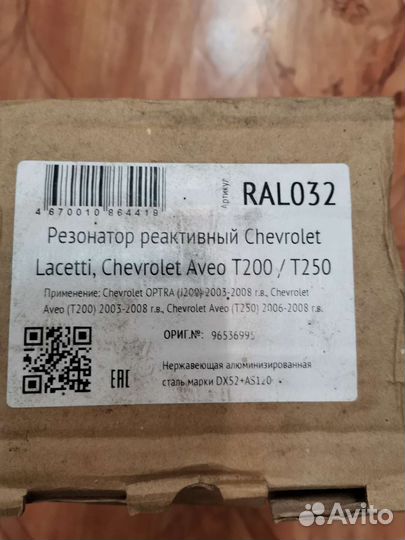 4 670010 864419
Артикул
RAL032
Резонатор реактивный Chevrolet
Lacetti, Chevrolet Aveo T200 / T250
Применение: Chevrolet OPTRA (J200) 2003-2008 г.в., Chevrolet
Aveo (T200) 2003-2008 г.в., Chevrolet Aveo (T250) 2006-2008 г.в.
ОРИГ.№: 96536995
Нержавеющая алюминизированная
сталь марки DX52+AS120
EAC
Avito